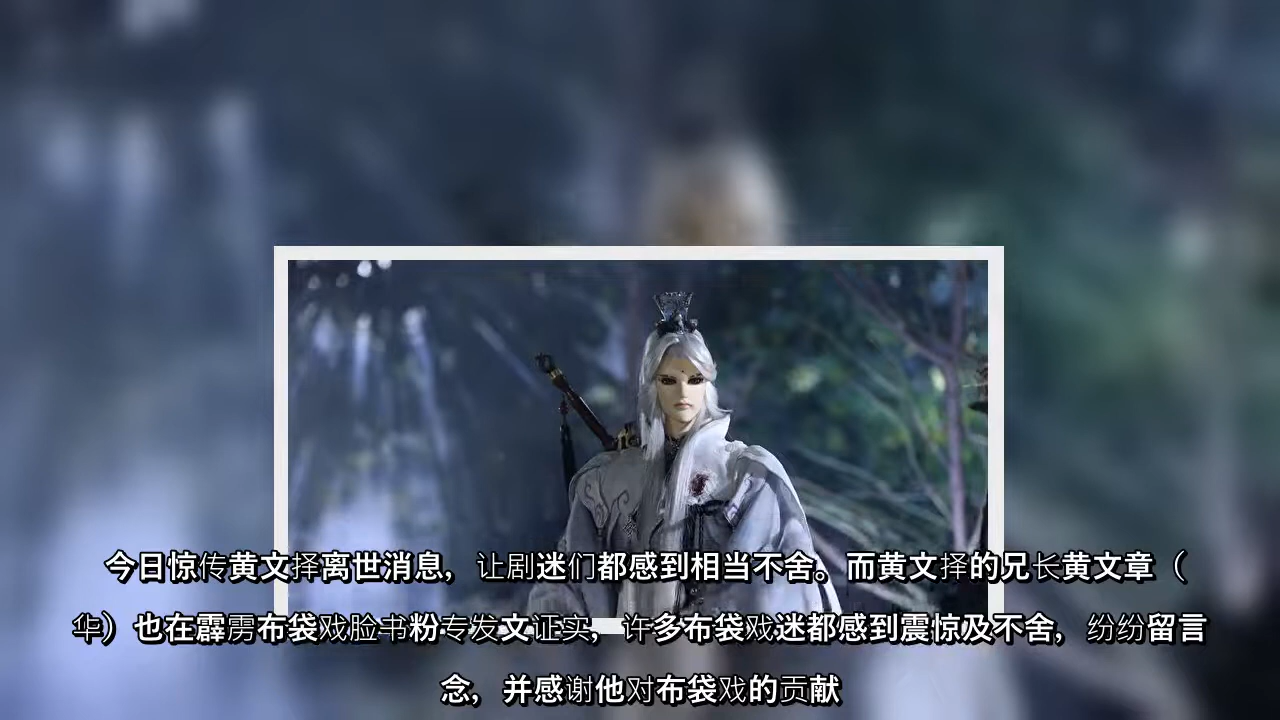 今日惊传黄文择离世消息，让剧迷们都感到相当不舍。而黄文择的兄长黄文章（
华）也在霹雳布袋戏脸书粉专发文证实，许多布袋戏迷都感到震惊及不舍，纷纷留言
念，并感谢他对布袋戏的贡献